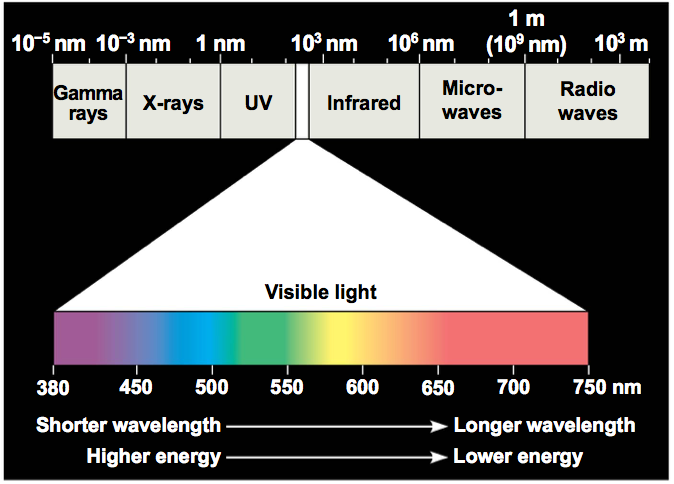 1 m
10⁻⁵ nm 10⁻³ nm 1 nm 10³ nm 10⁶ nm (10⁹ nm) 10³ m
Gamma rays X-rays UV Infrared Micro-waves Radio waves
Visible light
380 450 500 550 600 650 700 750 nm
Shorter wavelength Longer wavelength
Higher energy Lower energy